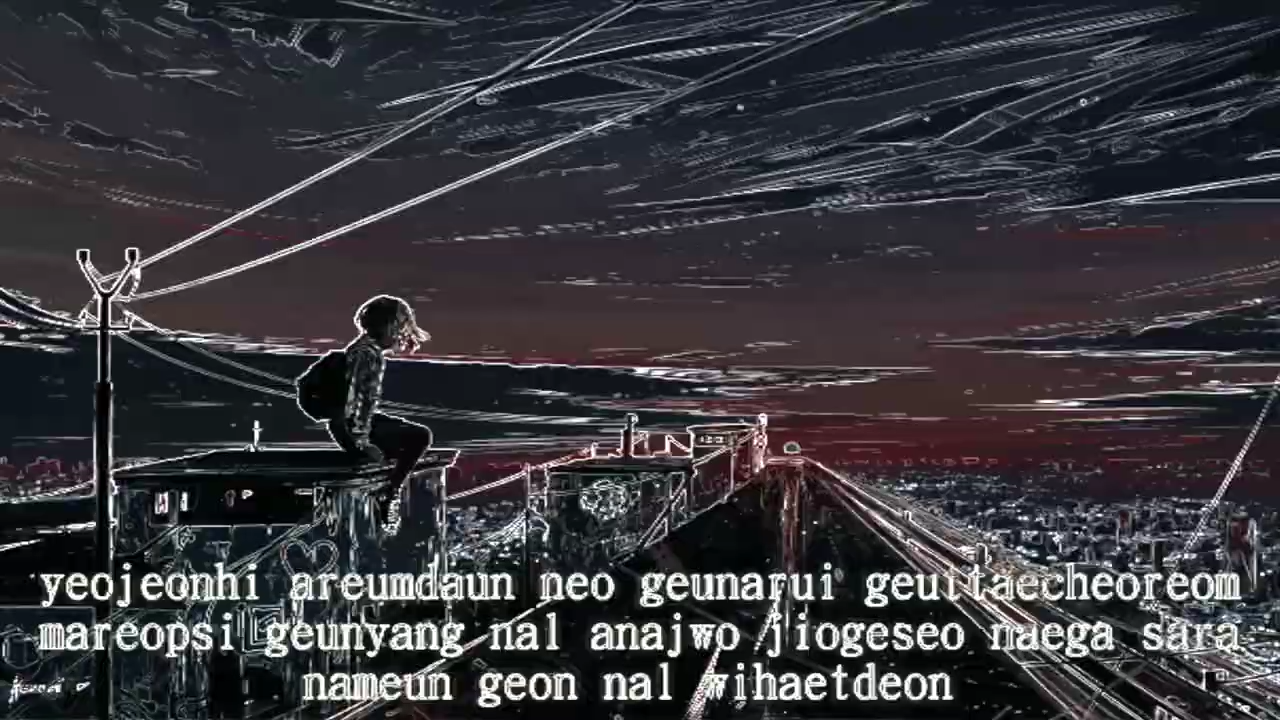 yeojeonhi areumdaun neo geunarui geuttaecheoreom
mareopsi geunyang nal anajwo jiogeseo naega sara
nameun geon nal wihaetdeon